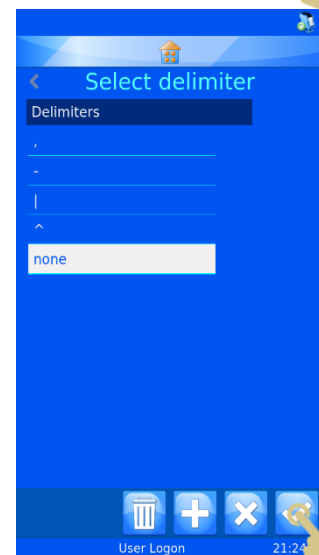 Select delimiter
Delimiters
,
-
|
^
none
User Logon 21:24